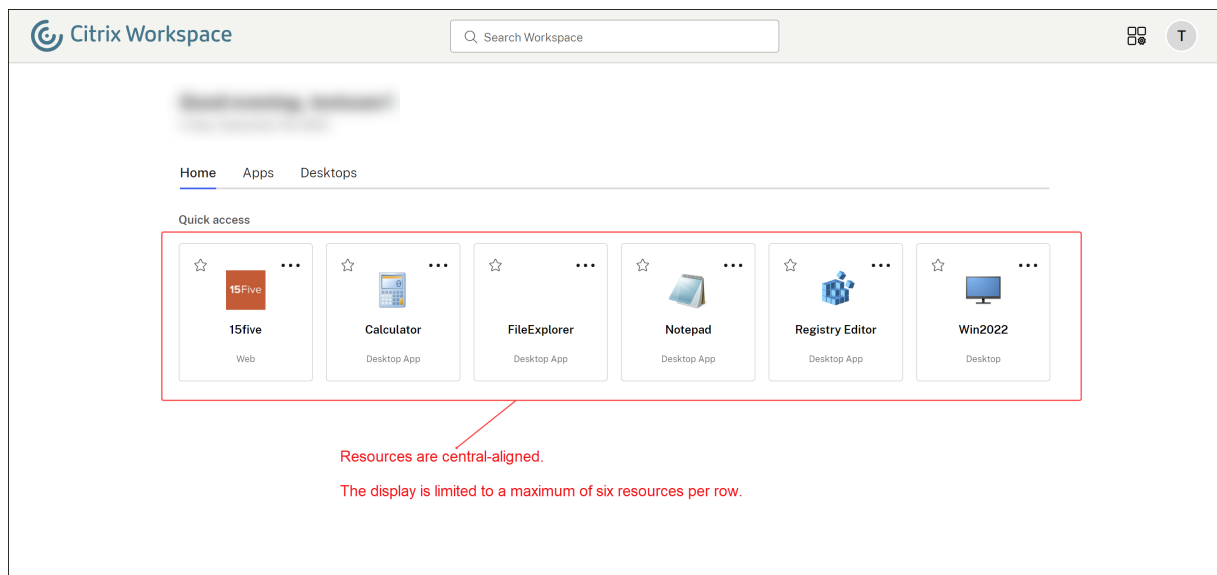 Citrix Workspace
Search Workspace
T
Home Apps Desktops
Quick access
15Five
15five
Web
Calculator
Desktop App
FileExplorer
Desktop App
Notepad
Desktop App
Registry Editor
Desktop App
Win2022
Desktop
Resources are central-aligned.
The display is limited to a maximum of six resources per row.